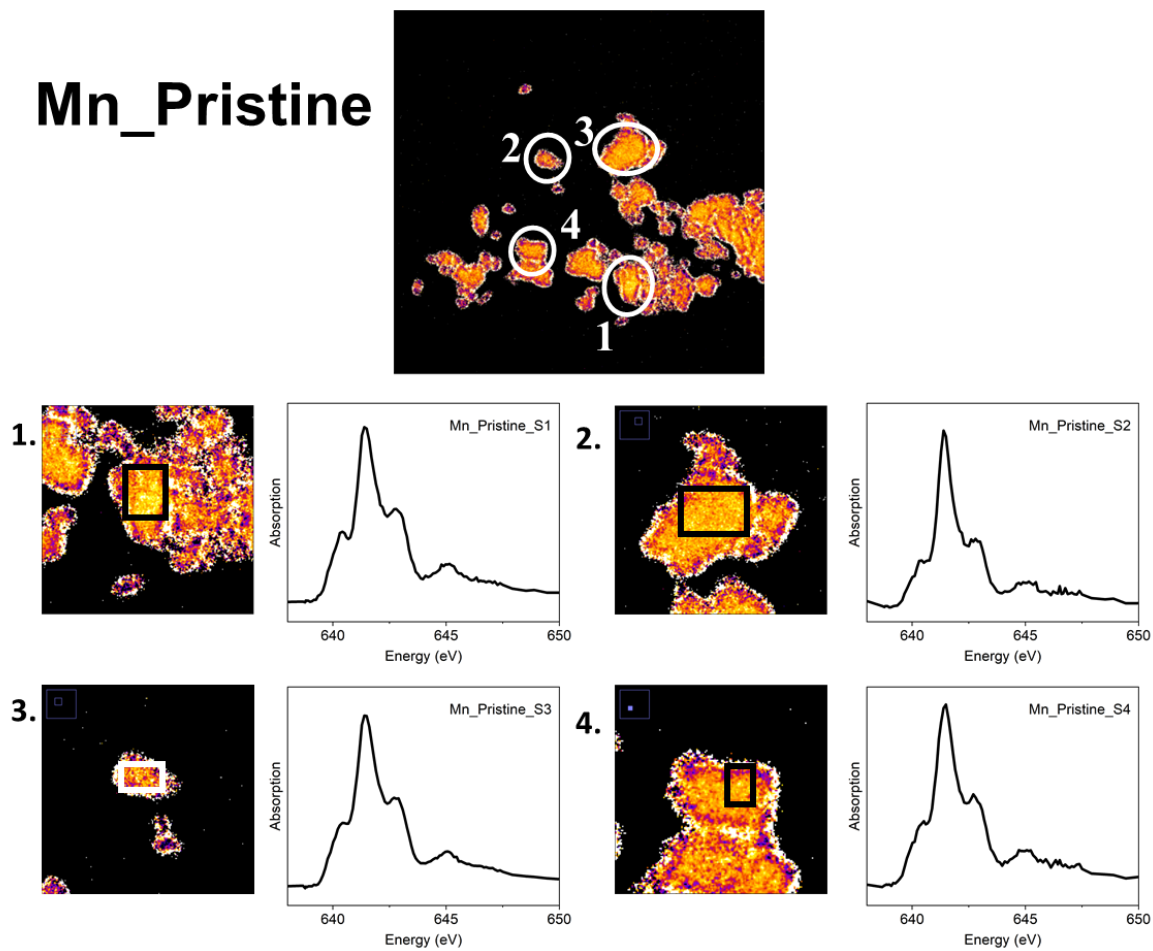 Mn_Pristine
2
3
4
1
1.
Mn_Pristine_S1
Absorption
640 645 650
Energy (eV)
2.
Mn_Pristine_S2
Absorption
640 645 650
Energy (eV)
3.
Mn_Pristine_S3
Absorption
640 645 650
Energy (eV)
4.
Mn_Pristine_S4
Absorption
640 645 650
Energy (eV)